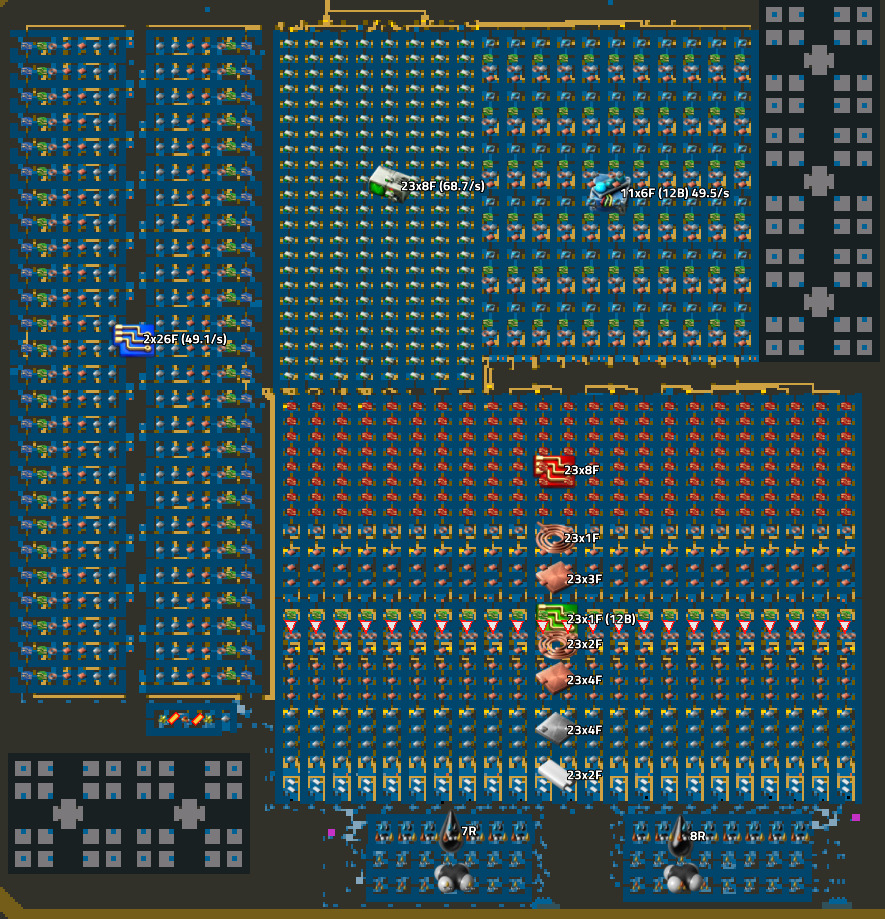 23x8F (68.7/s)
11x6F (12B) 49.5/s
2x26F (49.1/s)
23x8F
23x1F
23x3F
23x1F (12B)
23x2F
23x4F
23x4F
23x2F
7R
8R